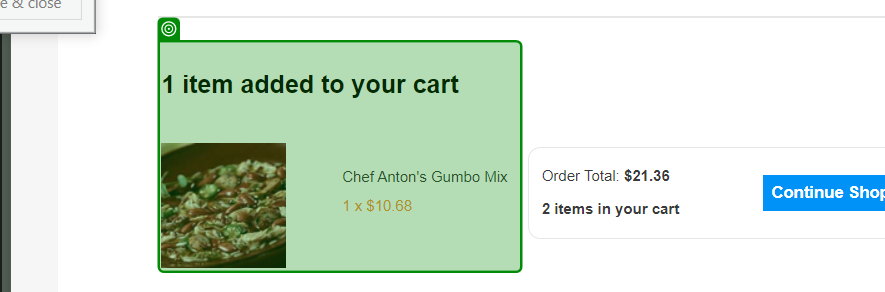 & close
1 item added to your cart
Chef Anton's Gumbo Mix
1 x $10.68
Order Total: $21.36
2 items in your cart
Continue